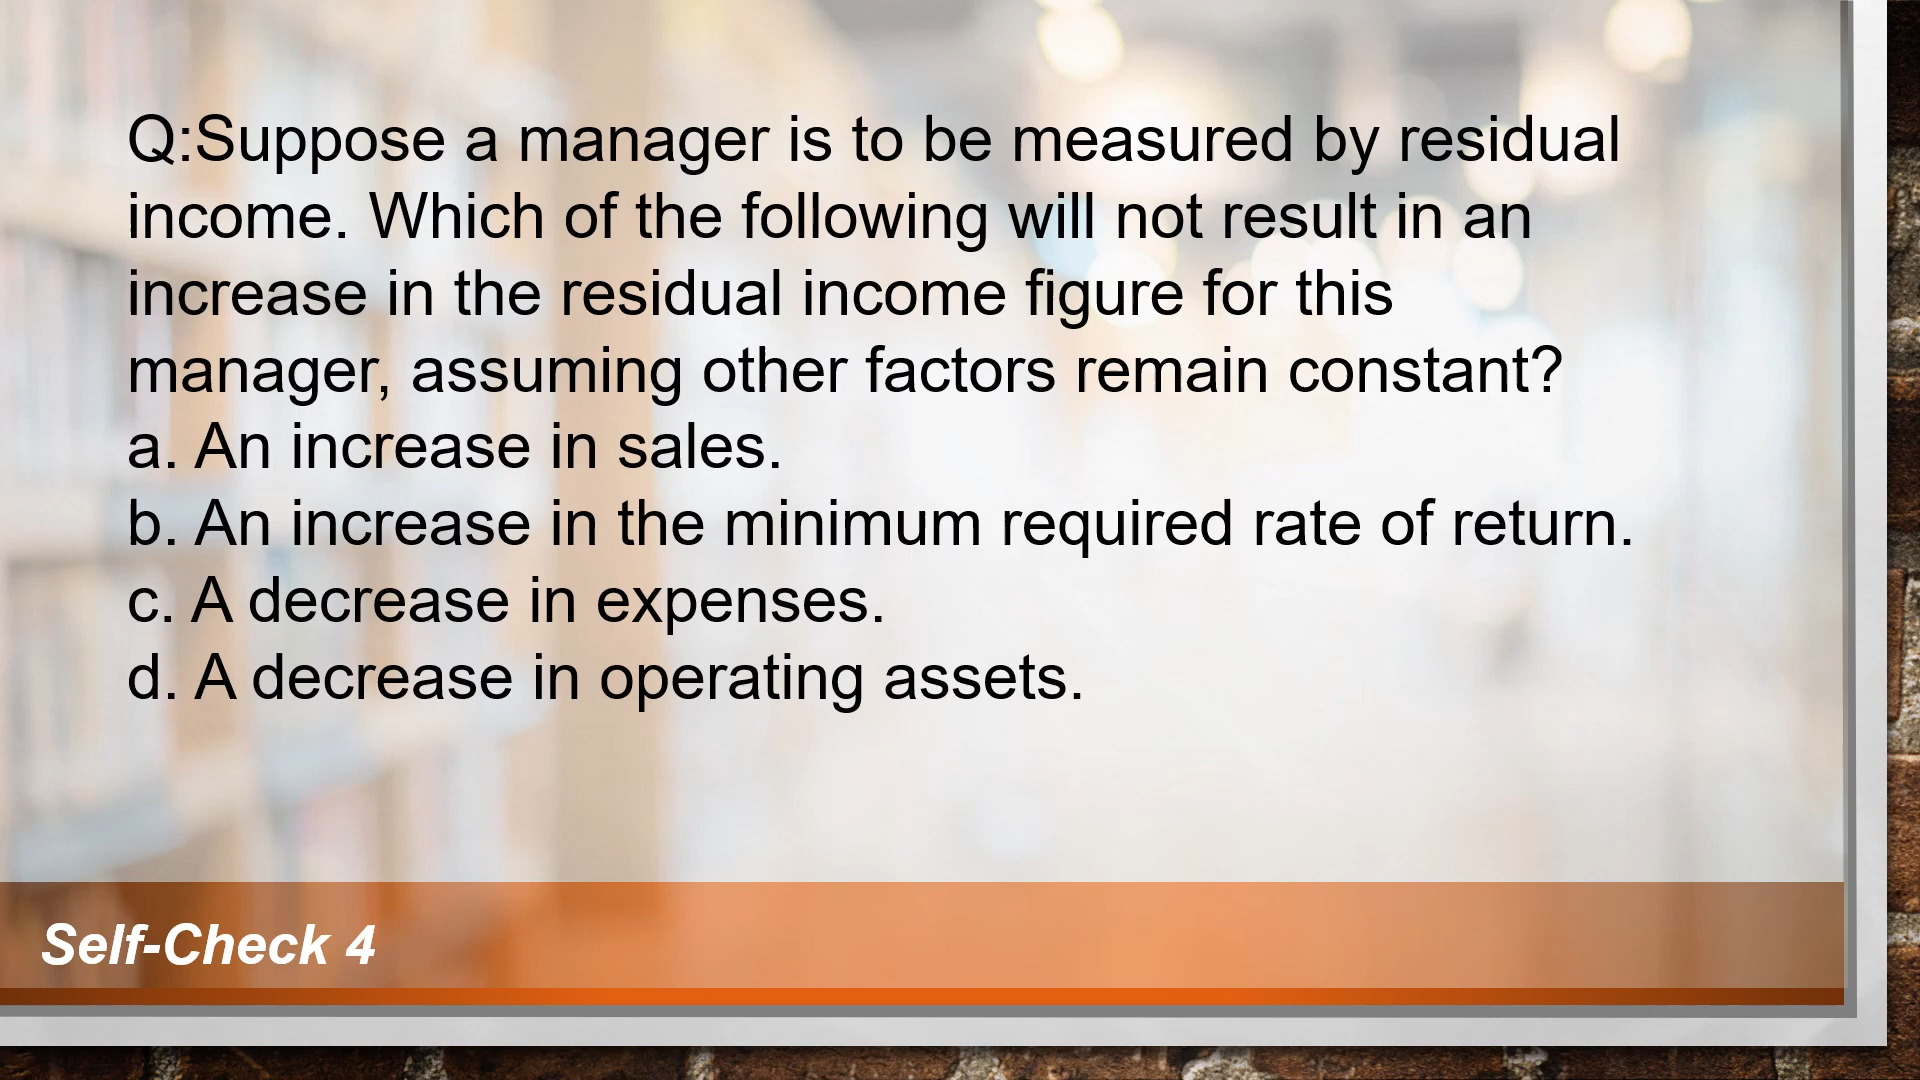 Q:Suppose a manager is to be measured by residual
income. Which of the following will not result in an
increase in the residual income figure for this
manager, assuming other factors remain constant?
a. An increase in sales.
b. An increase in the minimum required rate of return.
c. A decrease in expenses.
d. A decrease in operating assets.
Self-Check 4